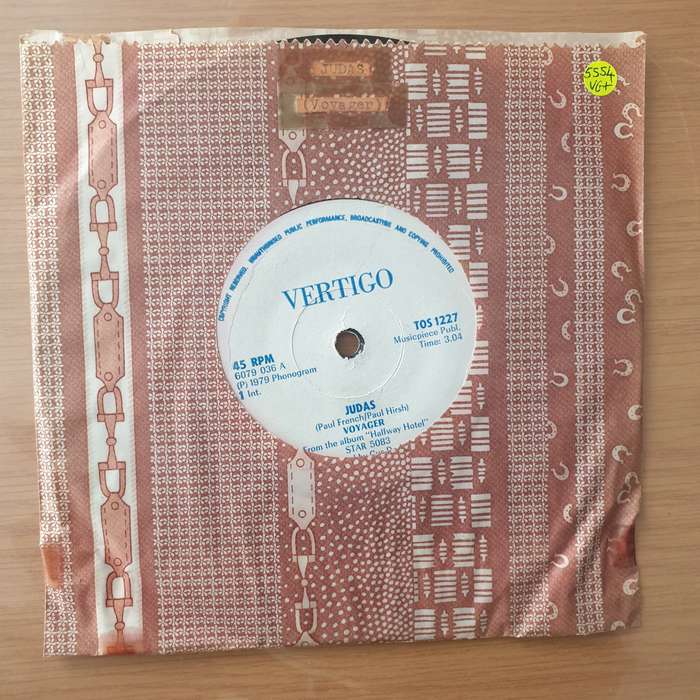 JUDAS
(Voyager)
5554
VG+
COPYRIGHT RESERVED, UNAUTHORISED PUBLIC PERFORMANCE, BROADCASTING AND COPYING PROHIBITED
VERTIGO
TOS 1227
Musicpiece Publ.
Time: 3.04
45 RPM
6079 036 A
(P) 1979 Phonogram
1 Int.
JUDAS
(Paul French/Paul Hirsh)
VOYAGER
From the album "Halfway Hotel"
STAR 5083